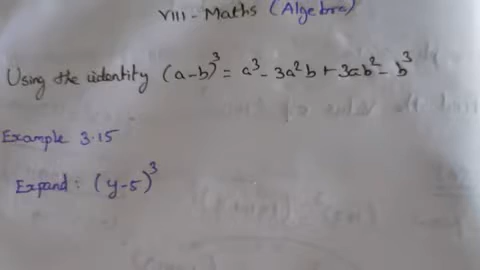 VIII - Maths (Algebra)
Using the identity (a-b)³ = a³ - 3a²b + 3ab² - b³
Example 3.15
Expand : (y-5)³